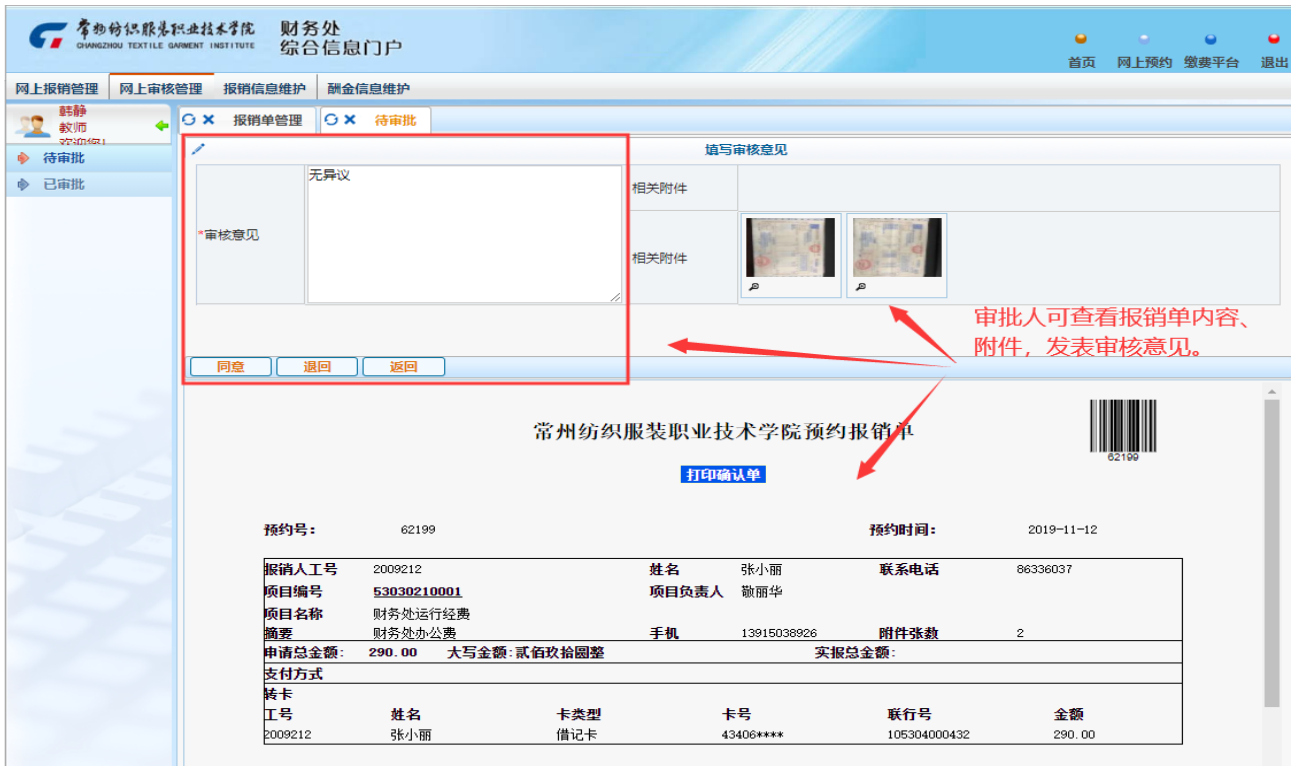 常州纺织服装职业技术学院 财务处
CHANGZHOU TEXTILE GARMENT INSTITUTE 综合信息门户
首页 网上预约 缴费平台 退出
网上报销管理 网上审核管理 报销信息维护 酬金信息维护
韩静
教师
欢迎您!
待审批
已审批
报销单管理 待审批
填写审核意见
*审核意见 无异议 相关附件
相关附件
审批人可查看报销单内容、
附件，发表审核意见。
同意 退回 返回
常州纺织服装职业技术学院预约报销单
62199
打印确认单
预约号: 62199 预约时间: 2019-11-12
报销人工号 2009212 姓名 张小丽 联系电话 86336037
项目编号 53030210001 项目负责人 敬丽华
项目名称 财务处运行经费
摘要 财务处办公费 手机 13915038926 附件张数 2
申请总金额: 290.00 大写金额:贰佰玖拾圆整 实报总金额:
支付方式
转卡
工号 姓名 卡类型 卡号 联行号 金额
2009212 张小丽 借记卡 43406**** 105304000432 290.00